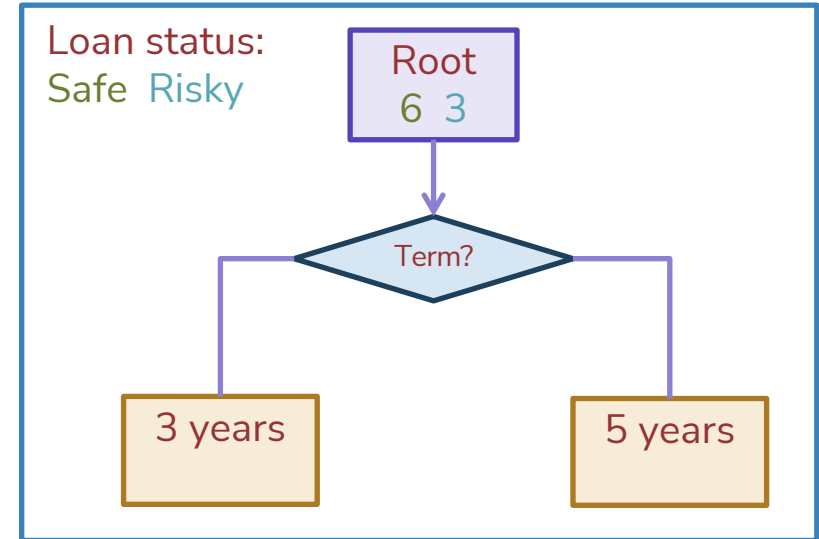 Loan status:
Safe Risky
Root
6 3
Term?
3 years
5 years